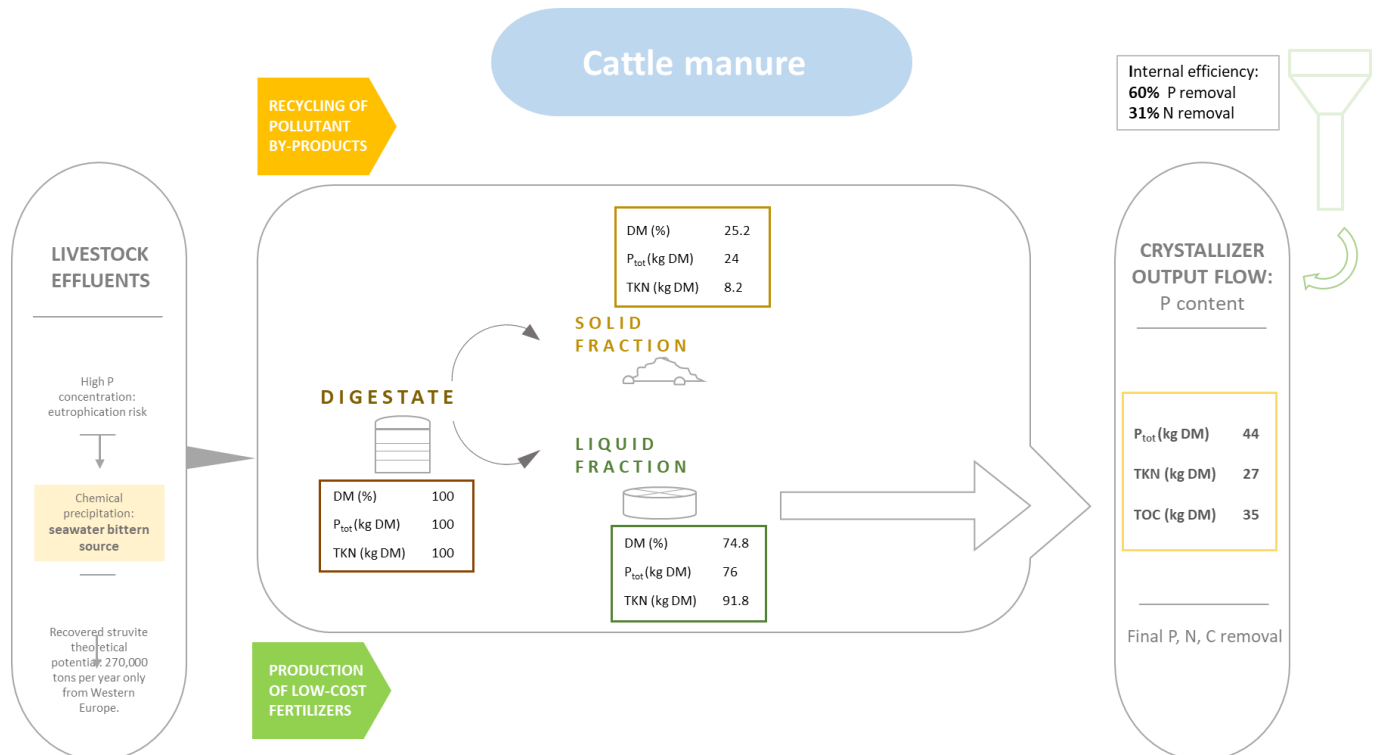 Cattle manure
RECYCLING OF
POLLUTANT
BY-PRODUCTS
Internal efficiency:
60% P removal
31% N removal
LIVESTOCK
EFFLUENTS
High P
concentration:
eutrophication risk
Chemical
precipitation:
seawater bittern
source
Recovered struvite
theoretical
potential: 270,000
tons per year only
from Western
Europe.
DIGESTATE
DM (%) 100
Ptot (kg DM) 100
TKN (kg DM) 100
DM (%) 25.2
Ptot (kg DM) 24
TKN (kg DM) 8.2
SOLID
FRACTION
LIQUID
FRACTION
DM (%) 74.8
Ptot (kg DM) 76
TKN (kg DM) 91.8
PRODUCTION
OF LOW-COST
FERTILIZERS
CRYSTALLIZER
OUTPUT FLOW:
P content
Ptot (kg DM) 44
TKN (kg DM) 27
TOC (kg DM) 35
Final P, N, C removal